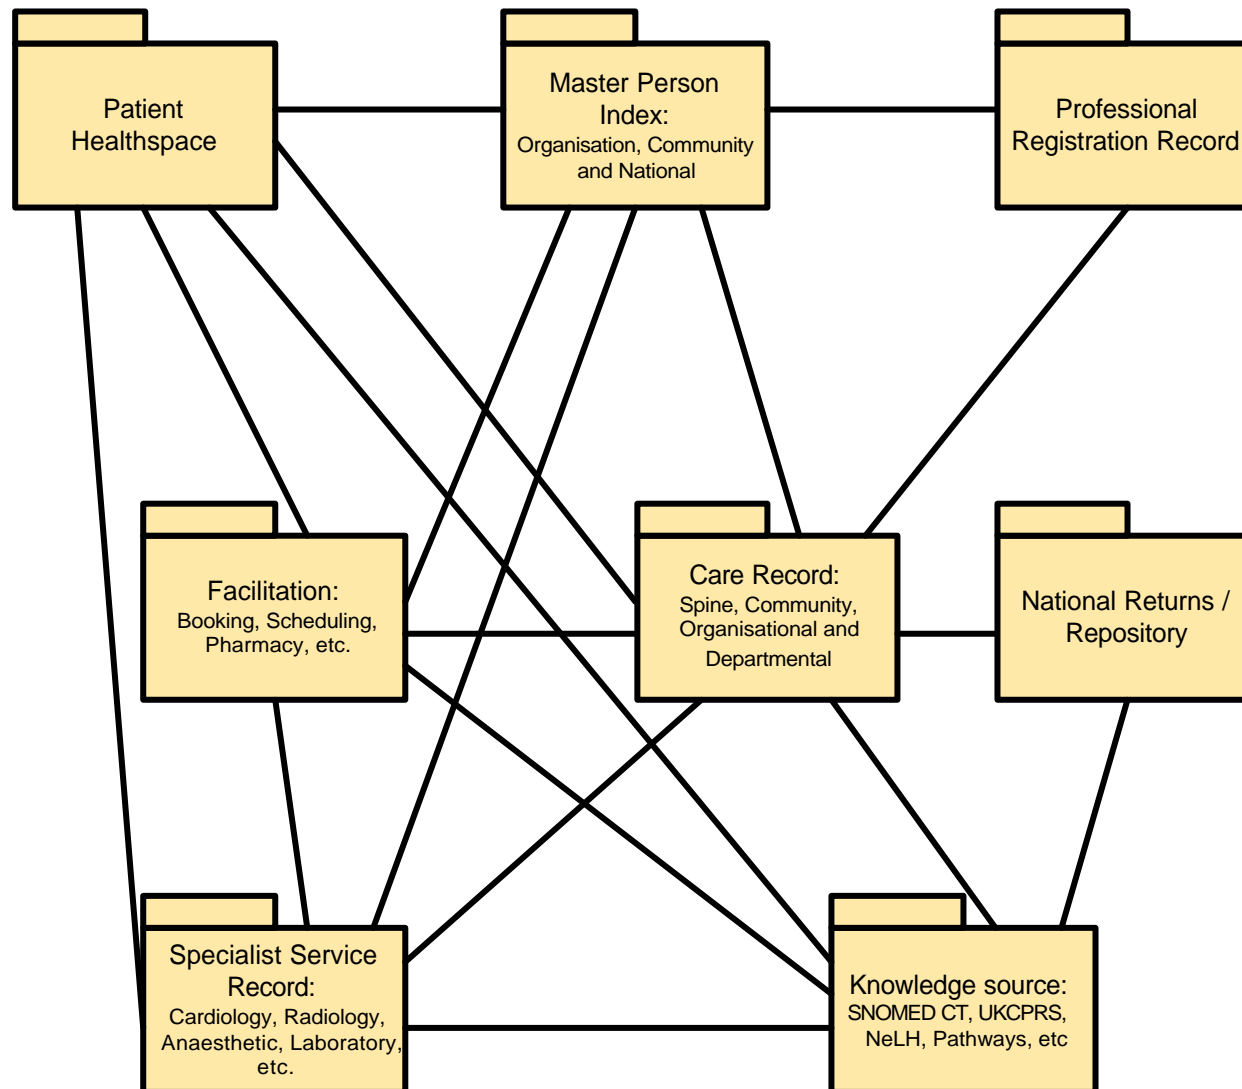 Patient
Healthspace
Master Person
Index:
Organisation, Community
and National
Professional
Registration Record
Facilitation:
Booking, Scheduling,
Pharmacy, etc.
Care Record:
Spine, Community,
Organisational and
Departmental
National Returns /
Repository
Specialist Service
Record:
Cardiology, Radiology,
Anaesthetic, Laboratory,
etc.
Knowledge source:
SNOMED CT, UKCPRS,
NeLH, Pathways, etc